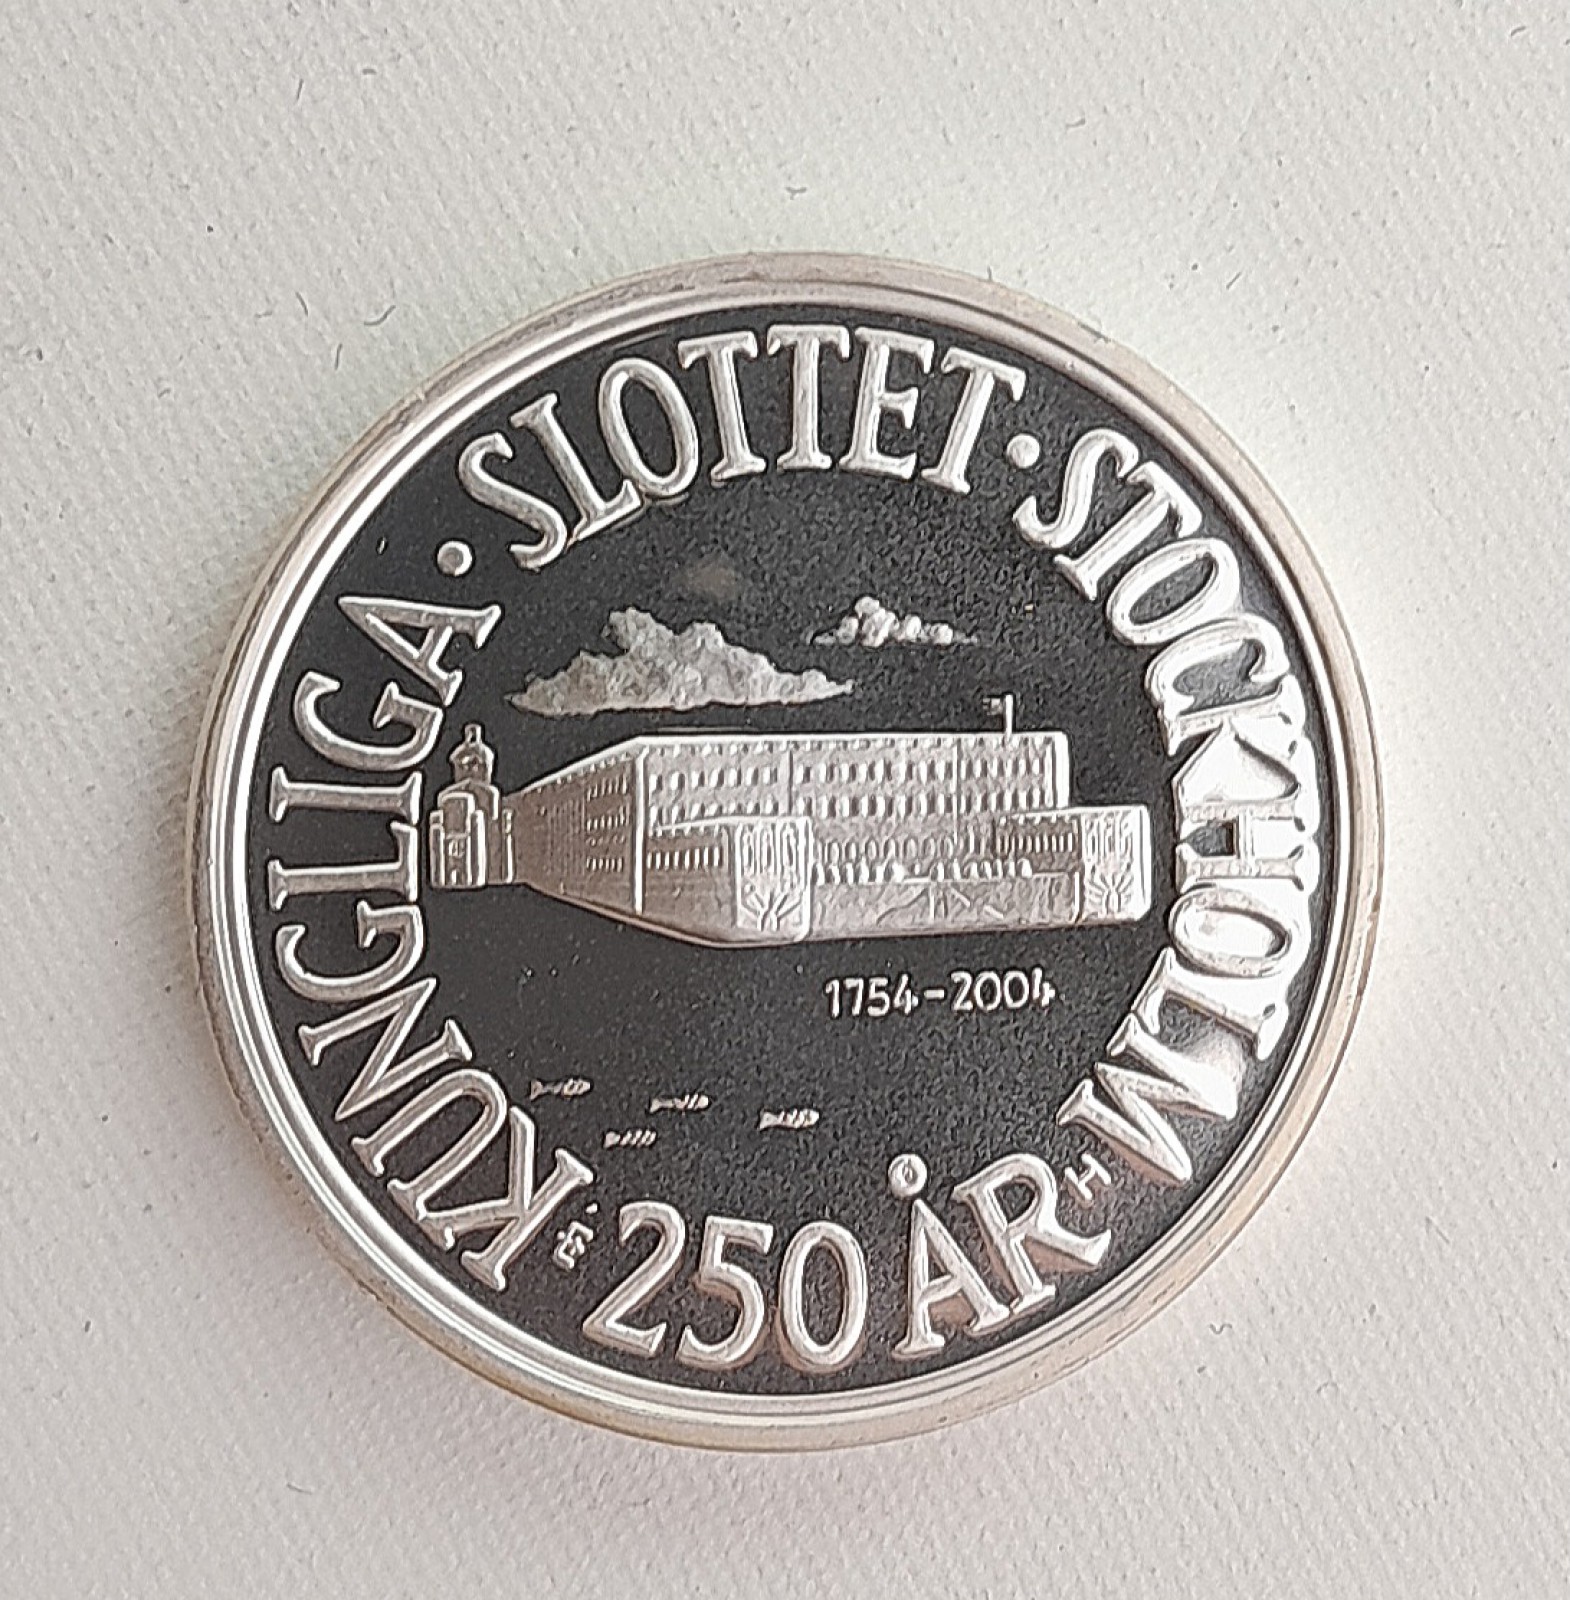 KUNGLIGA · SLOTTET · STOCKHOLM
1754-2004
250 ÅR
H